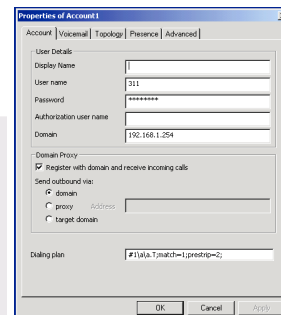 Properties of Account1
Account Voicemail Topology Presence Advanced
User Details
Display Name
User name 311
Password ********
Authorization user name
Domain 192.168.1.254
Domain Proxy
Register with domain and receive incoming calls
Send outbound via:
domain
proxy Address
target domain
Dialing plan #1\a\a.T;match=1;prestrip=2;
OK Cancel Apply